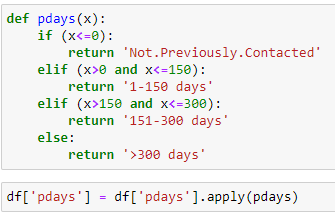 def pdays(x):
    if (x<=0):
        return 'Not.Previously.Contacted'
    elif (x>0 and x<=150):
        return '1-150 days'
    elif (x>150 and x<=300):
        return '151-300 days'
    else:
        return '>300 days'
df['pdays'] = df['pdays'].apply(pdays)